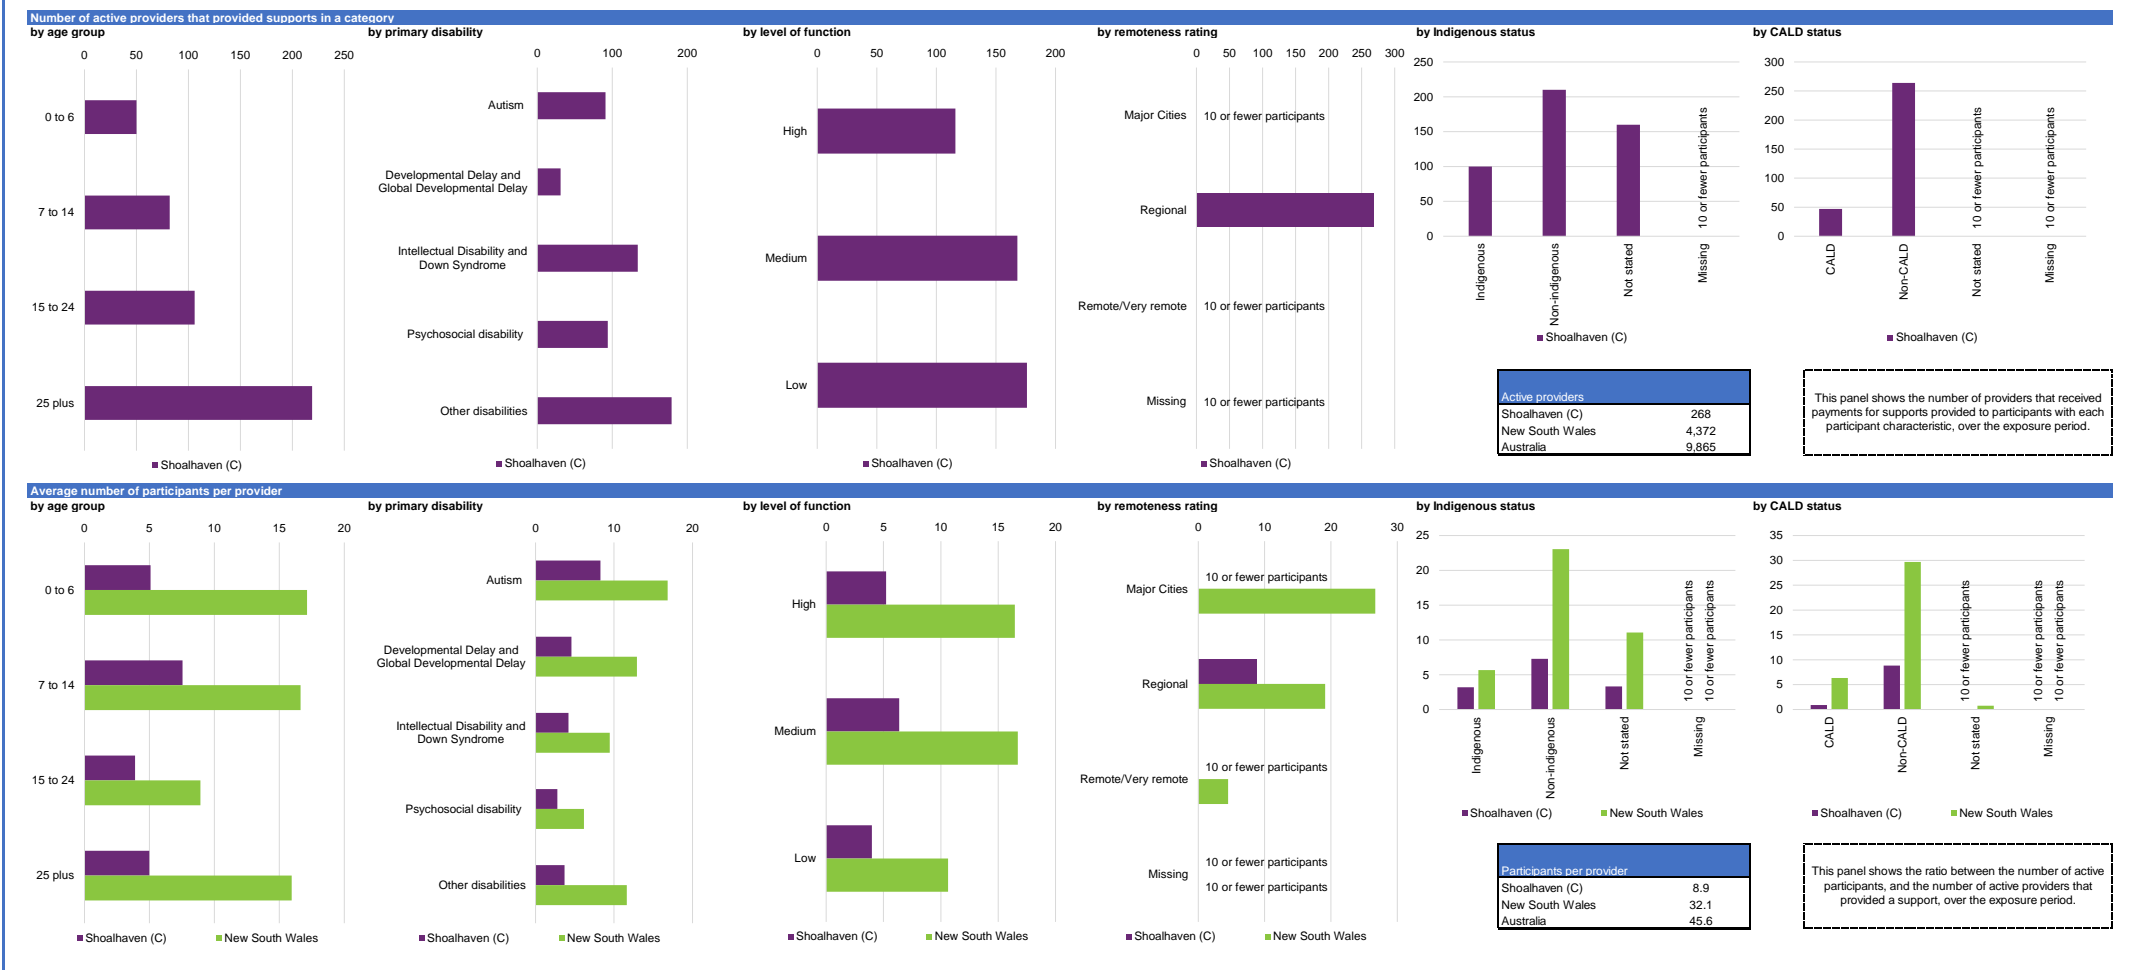 Number of active providers that provided supports in a category
by age group
0 50 100 150 200 250
0 to 6
7 to 14
15 to 24
25 plus
Shoalhaven (C)
by primary disability
0 100 200
Autism
Developmental Delay and
Global Developmental Delay
Intellectual Disability and
Down Syndrome
Psychosocial disability
Other disabilities
Shoalhaven (C)
by level of function
0 50 100 150 200
High
Medium
Low
Shoalhaven (C)
by remoteness rating
0 50 100 150 200 250 300
Major Cities 10 or fewer participants
Regional
Remote/Very remote 10 or fewer participants
Missing 10 or fewer participants
Shoalhaven (C)
by Indigenous status
250
200
150
100
50
0
10 or fewer participants
Indigenous
Non-indigenous
Not stated
Missing
Shoalhaven (C)
by CALD status
300
250
200
150
100
50
0
10 or fewer participants
10 or fewer participants
CALD
Non-CALD
Not stated
Missing
Shoalhaven (C)
Active providers
Shoalhaven (C) 268
New South Wales 4,372
Australia 9,865
This panel shows the number of providers that received
payments for supports provided to participants with each
participant characteristic, over the exposure period.
Average number of participants per provider
by age group
0 5 10 15 20
0 to 6
7 to 14
15 to 24
25 plus
Shoalhaven (C) New South Wales
by primary disability
0 10 20
Autism
Developmental Delay and
Global Developmental Delay
Intellectual Disability and
Down Syndrome
Psychosocial disability
Other disabilities
Shoalhaven (C) New South Wales
by level of function
0 5 10 15 20
High
Medium
Low
Shoalhaven (C) New South Wales
by remoteness rating
0 10 20 30
10 or fewer participants
Major Cities
Regional
10 or fewer participants
Remote/Very remote
10 or fewer participants
Missing
10 or fewer participants
Shoalhaven (C) New South Wales
by Indigenous status
25
20
15
10
5
0
10 or fewer participants
10 or fewer participants
Indigenous
Non-indigenous
Not stated
Missing
Shoalhaven (C) New South Wales
by CALD status
35
30
25
20
15
10
5
0
10 or fewer participants
10 or fewer participants
10 or fewer participants
CALD
Non-CALD
Not stated
Missing
Shoalhaven (C) New South Wales
Participants per provider
Shoalhaven (C) 8.9
New South Wales 32.1
Australia 45.6
This panel shows the ratio between the number of active
participants, and the number of active providers that
provided a support, over the exposure period.